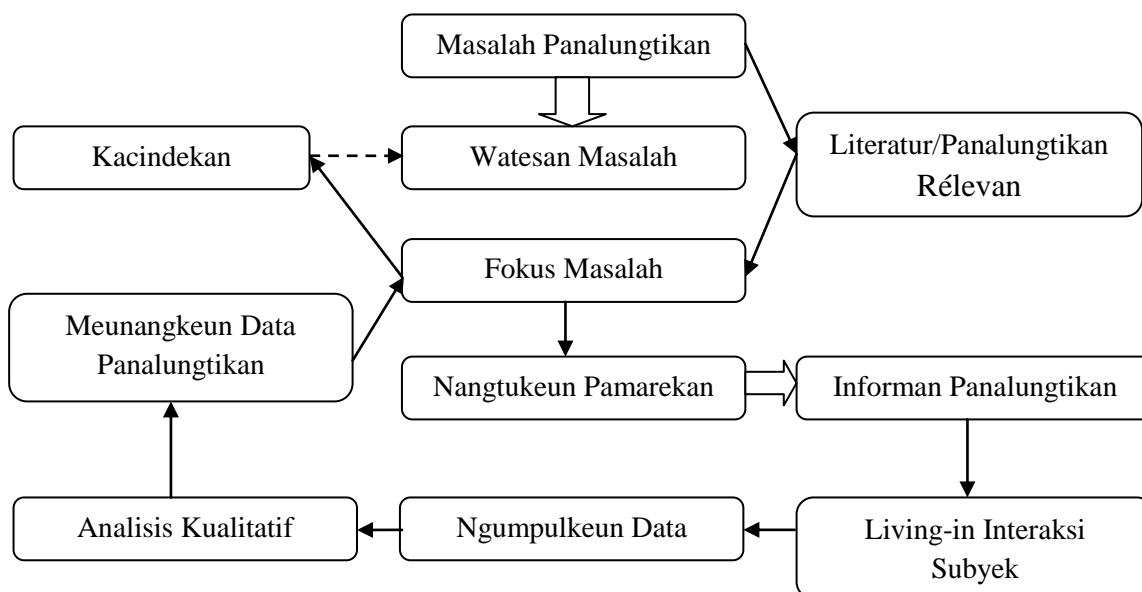 Masalah Panalungtikan
Kacindekan
Watesan Masalah
Literatur/Panalungtikan
Rélevan
Fokus Masalah
Meunangkeun Data
Panalungtikan
Nangtukeun Pamarekan
Informan Panalungtikan
Analisis Kualitatif
Ngumpulkeun Data
Living-in Interaksi
Subyek